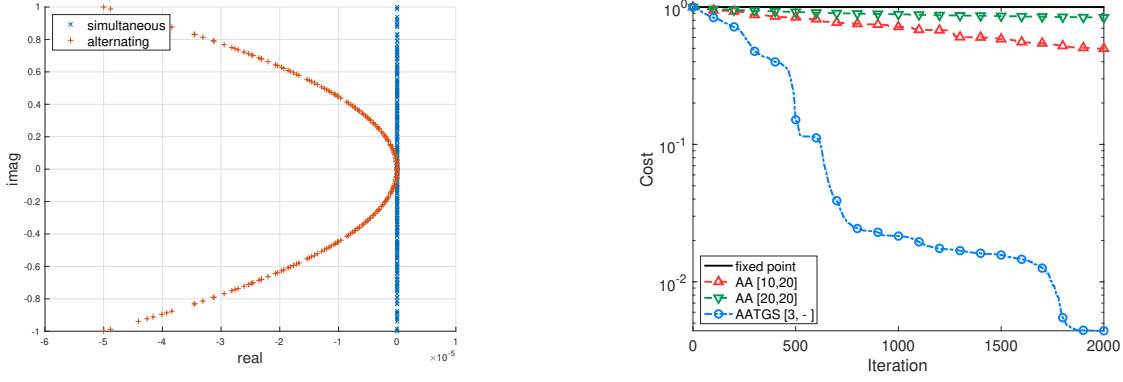 simultaneous
alternating
1
0.8
0.6
0.4
0.2
0
-0.2
-0.4
-0.6
-0.8
-1
imag
-6
-5
-4
-3
-2
-1
0
1
×10⁻⁵
real
10⁰
10⁻¹
10⁻²
Cost
fixed point
AA [10,20]
AA [20,20]
AATGS [3, - ]
0
500
1000
1500
2000
Iteration